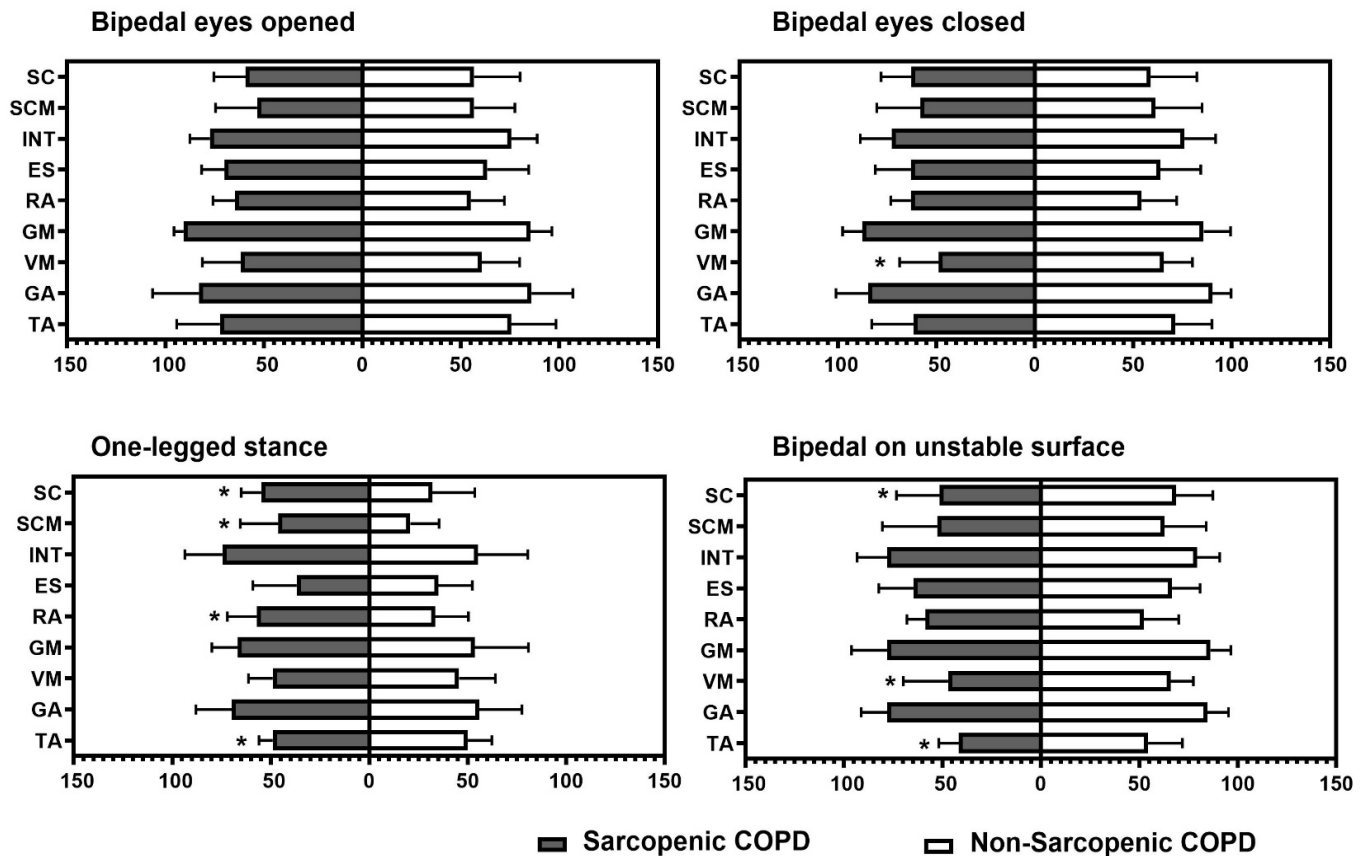 Bipedal eyes opened
SC
SCM
INT
ES
RA
GM
VM
GA
TA
150 100 50 0 50 100 150
Bipedal eyes closed
SC
SCM
INT
ES
RA
GM
* VM
GA
TA
150 100 50 0 50 100 150
One-legged stance
SC *
SCM *
INT
ES
RA *
GM
VM
GA
TA *
150 100 50 0 50 100 150
Bipedal on unstable surface
SC *
SCM
INT
ES
RA
GM
VM *
GA
TA *
150 100 50 0 50 100 150
Sarcopenic COPD Non-Sarcopenic COPD